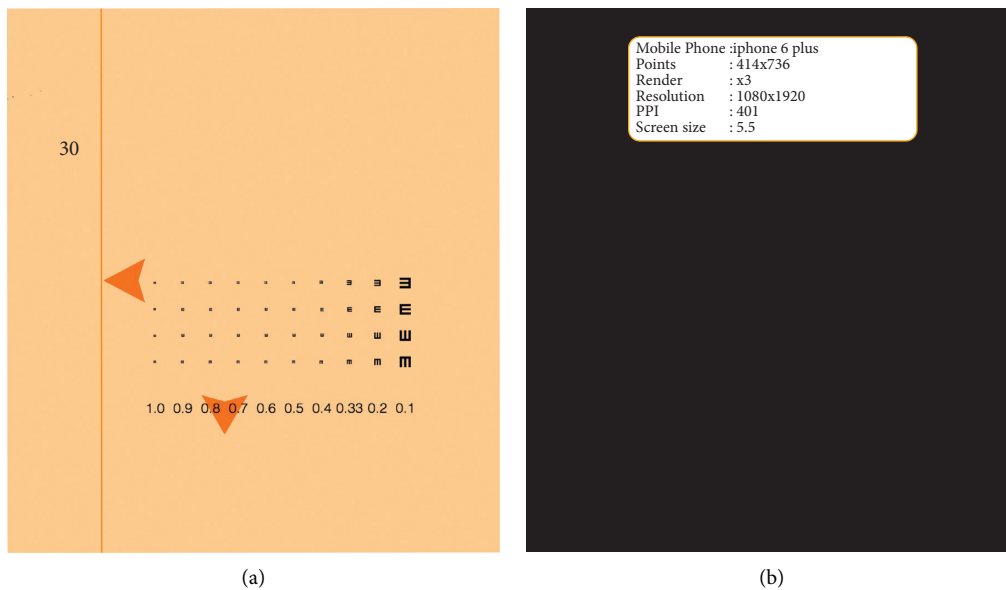 30
1.0 0.9 0.8 0.7 0.6 0.5 0.4 0.33 0.2 0.1
(a)
Mobile Phone :iphone 6 plus
Points : 414x736
Render : x3
Resolution : 1080x1920
PPI : 401
Screen size : 5.5
(b)